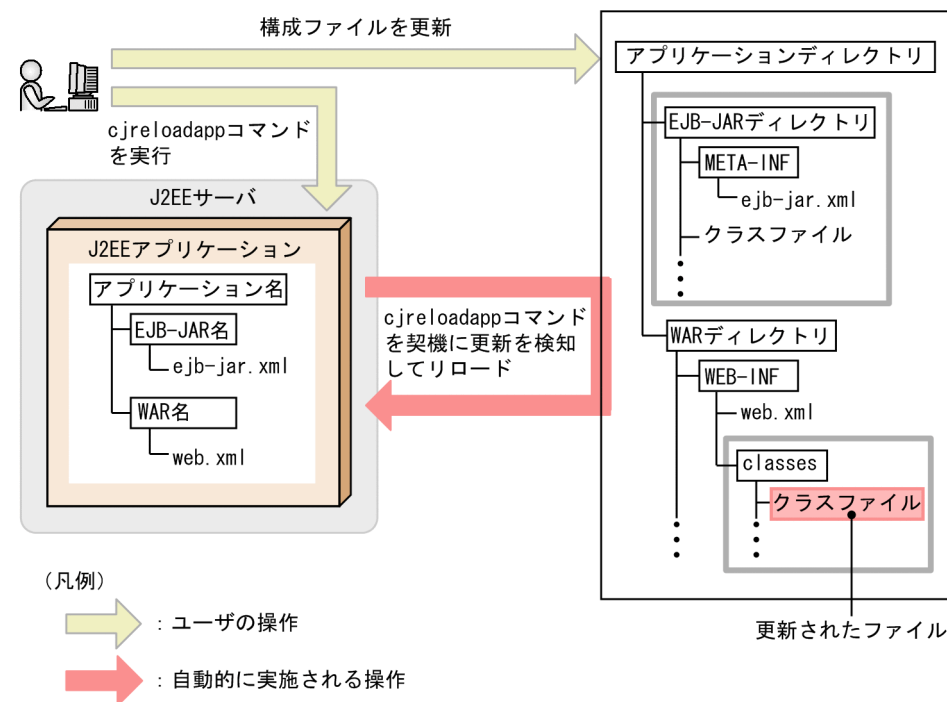 構成ファイルを更新
cjreloadappコマンド
を実行
J2EEサーバ
J2EEアプリケーション
アプリケーション名
EJB-JAR名
ejb-jar.xml
WAR名
web.xml
cjreloadappコマンド
を契機に更新を検知
してリロード
アプリケーションディレクトリ
EJB-JARディレクトリ
META-INF
ejb-jar.xml
クラスファイル
WARディレクトリ
WEB-INF
web.xml
classes
クラスファイル
更新されたファイル
(凡例)
:ユーザの操作
:自動的に実施される操作